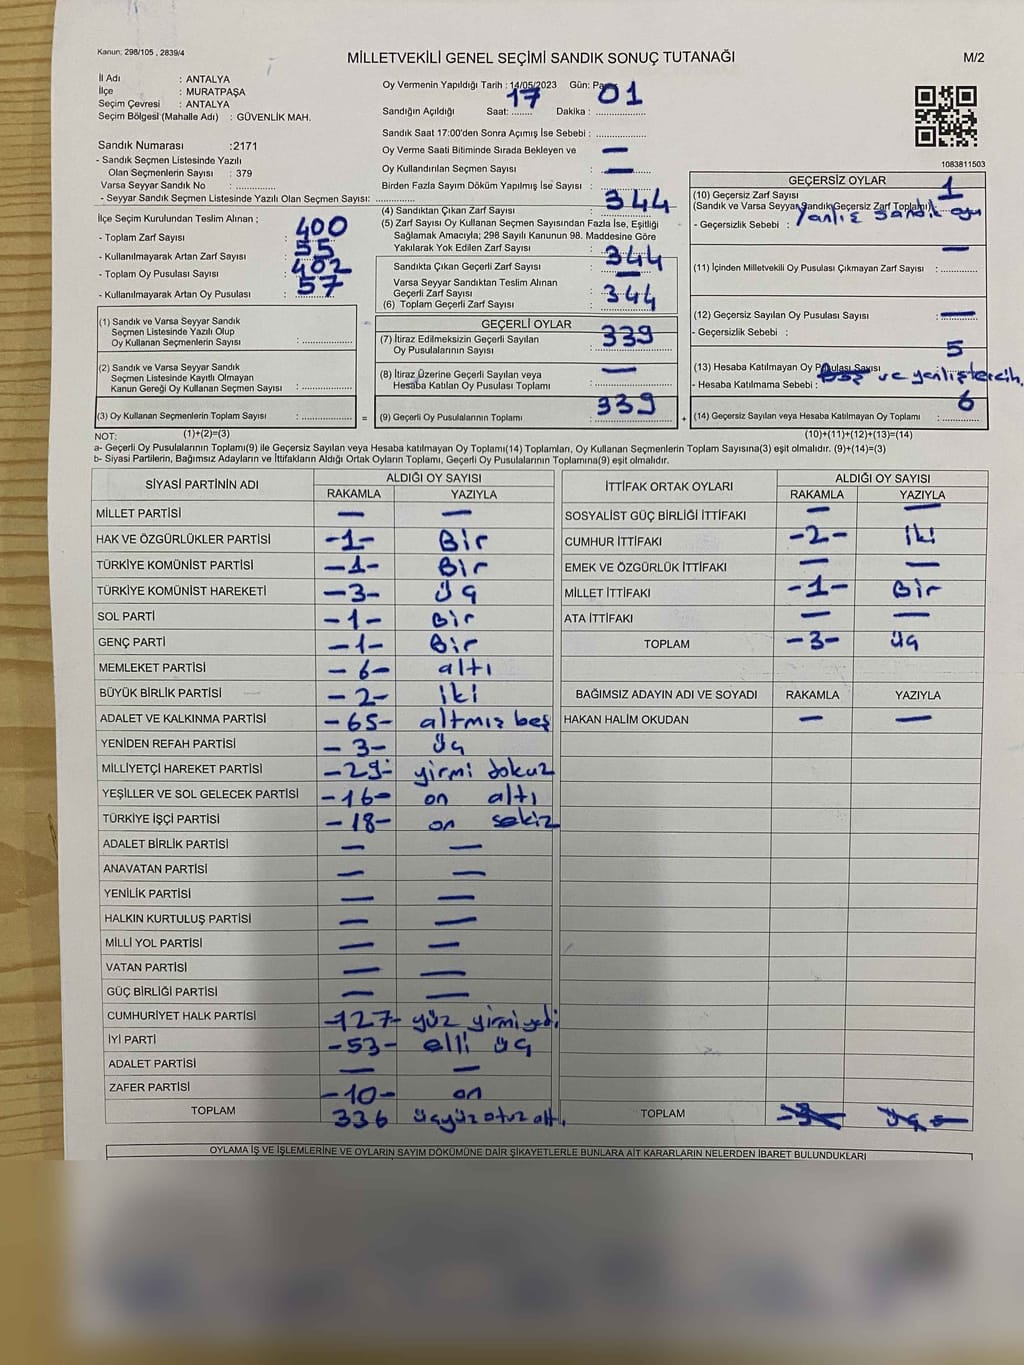 Kanun: 298/105 , 2839/4
MİLLETVEKİLİ GENEL SEÇİMİ SANDIK SONUÇ TUTANAĞI
M/2
İl Adı : ANTALYA
İlçe : MURATPAŞA
Seçim Çevresi : ANTALYA
Seçim Bölgesi (Mahalle Adı) : GÜVENLİK MAH.
Sandık Numarası :2171
- Sandık Seçmen Listesinde Yazılı
Olan Seçmenlerin Sayısı : 379
Varsa Seyyar Sandık No : ..............
- Seyyar Sandık Seçmen Listesinde Yazılı Olan Seçmen Sayısı: ..............
İlçe Seçim Kurulundan Teslim Alınan ;
- Toplam Zarf Sayısı : 400
- Kullanılmayarak Artan Zarf Sayısı : 55
- Toplam Oy Pusulası Sayısı : 402
- Kullanılmayarak Artan Oy Pusulası : 57
(1) Sandık ve Varsa Seyyar Sandık
Seçmen Listesinde Yazılı Olup
Oy Kullanan Seçmenlerin Sayısı : ..............
(2) Sandık ve Varsa Seyyar Sandık
Seçmen Listesinde Kayıtlı Olmayan
Kanun Gereği Oy Kullanan Seçmen Sayısı : ..............
(3) Oy Kullanan Seçmenlerin Toplam Sayısı : ..............
(1)+(2)=(3)
Oy Vermenin Yapıldığı Tarih : 14/05/2023 Gün: Pazar
Sandığın Açıldığı Saat: 17 Dakika : 01
Sandık Saat 17:00'den Sonra Açımış İse Sebebi : ..............
Oy Verme Saati Bitiminde Sırada Bekleyen ve —
Oy Kullandırılan Seçmen Sayısı : —
Birden Fazla Sayım Döküm Yapılmış İse Sayısı : ..............
(4) Sandıktan Çıkan Zarf Sayısı : 344
(5) Zarf Sayısı Oy Kullanan Seçmen Sayısından Fazla İse, Eşitliği
Sağlamak Amacıyla; 298 Sayılı Kanunun 98. Maddesine Göre
Yakılarak Yok Edilen Zarf Sayısı : ..............
Sandıkta Çıkan Geçerli Zarf Sayısı : 344
Varsa Seyyar Sandıktan Teslim Alınan
Geçerli Zarf Sayısı : —
(6) Toplam Geçerli Zarf Sayısı : 344
GEÇERLİ OYLAR
(7) İtiraz Edilmeksizin Geçerli Sayılan
Oy Pusulalarının Sayısı : 339
(8) İtiraz Üzerine Geçerli Sayılan veya
Hesaba Katılan Oy Pusulası Toplamı : —
= (9) Geçerli Oy Pusulalarının Toplamı : 339 +
1083811503
GEÇERSİZ OYLAR
(10) Geçersiz Zarf Sayısı 1
(Sandık ve Varsa Seyyar Sandık Geçersiz Zarf Toplamı) :
- Geçersizlik Sebebi : Yanlış sandık oyu
(11) İçinden Milletvekili Oy Pusulası Çıkmayan Zarf Sayısı : —
(12) Geçersiz Sayılan Oy Pusulası Sayısı : —
- Geçersizlik Sebebi :
(13) Hesaba Katılmayan Oy Pusulası Sayısı 5
- Hesaba Katılmama Sebebi : Boş ve yanlış tercih.
(14) Geçersiz Sayılan veya Hesaba Katılmayan Oy Toplamı : 6
(10)+(11)+(12)+(13)=(14)
NOT:
a- Geçerli Oy Pusulalarının Toplamı(9) ile Geçersiz Sayılan veya Hesaba katılmayan Oy Toplamı(14) Toplamları, Oy Kullanan Seçmenlerin Toplam Sayısına(3) eşit olmalıdır. (9)+(14)=(3)
b- Siyasi Partilerin, Bağımsız Adayların ve İttifakların Aldığı Ortak Oyların Toplamı, Geçerli Oy Pusulalarının Toplamına(9) eşit olmalıdır.
SİYASİ PARTİNİN ADI ALDIĞI OY SAYISI
RAKAMLA YAZIYLA
MİLLET PARTİSİ — —
HAK VE ÖZGÜRLÜKLER PARTİSİ -1- Bir
TÜRKİYE KOMÜNİST PARTİSİ -1- Bir
TÜRKİYE KOMÜNİST HAREKETİ -3- üç
SOL PARTİ -1- Bir
GENÇ PARTİ -1- Bir
MEMLEKET PARTİSİ -6- altı
BÜYÜK BİRLİK PARTİSİ -2- iki
ADALET VE KALKINMA PARTİSİ -65- altmış beş
YENİDEN REFAH PARTİSİ -3- üç
MİLLİYETÇİ HAREKET PARTİSİ -29- yirmi dokuz
YEŞİLLER VE SOL GELECEK PARTİSİ -16- on altı
TÜRKİYE İŞÇİ PARTİSİ -18- on sekiz
ADALET BİRLİK PARTİSİ — —
ANAVATAN PARTİSİ — —
YENİLİK PARTİSİ — —
HALKIN KURTULUŞ PARTİSİ — —
MİLLİ YOL PARTİSİ — —
VATAN PARTİSİ — —
GÜÇ BİRLİĞİ PARTİSİ — —
CUMHURİYET HALK PARTİSİ -127- yüz yirmi yedi
İYİ PARTİ -53- elli üç
ADALET PARTİSİ — —
ZAFER PARTİSİ -10- on
TOPLAM 336 üçyüz otuz altı
İTTİFAK ORTAK OYLARI ALDIĞI OY SAYISI
RAKAMLA YAZIYLA
SOSYALİST GÜÇ BİRLİĞİ İTTİFAKI — —
CUMHUR İTTİFAKI -2- iki
EMEK VE ÖZGÜRLÜK İTTİFAKI — —
MİLLET İTTİFAKI -1- Bir
ATA İTTİFAKI — —
TOPLAM -3- üç
BAĞIMSIZ ADAYIN ADI VE SOYADI RAKAMLA YAZIYLA
HAKAN HALİM OKUDAN — —
TOPLAM -3- üç
OYLAMA İŞ VE İŞLEMLERİNE VE OYLARIN SAYIM DÖKÜMÜNE DAİR ŞİKAYETLERLE BUNLARA AİT KARARLARIN NELERDEN İBARET BULUNDUKLARI